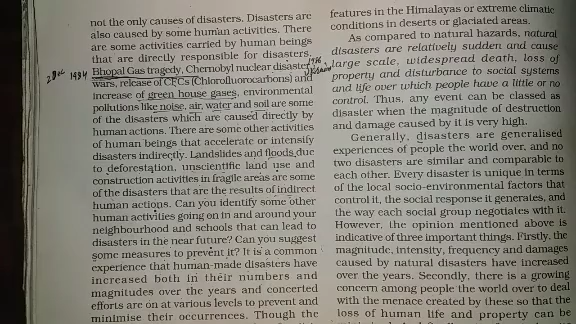 not the only causes of disasters. Disasters are
also caused by some human activities. There
are some activities carried by human beings
that are directly responsible for disasters.
Bhopal Gas tragedy, Chernobyl nuclear disaster,
wars, release of CFCs (Chlorofluorocarbons) and
increase of green house gases, environmental
pollutions like noise, air, water and soil are some
of the disasters which are caused directly by
human actions. There are some other activities
of human beings that accelerate or intensify
disasters indirectly. Landslides and floods due
to deforestation, unscientific land use and
construction activities in fragile areas are some
of the disasters that are the results of indirect
human actions. Can you identify some other
human activities going on in and around your
neighbourhood and schools that can lead to
disasters in the near future? Can you suggest
some measures to prevent it? It is a common
experience that human-made disasters have
increased both in their numbers and
magnitudes over the years and concerted
efforts are on at various levels to prevent and
minimise their occurrences. Though the
2 Dec 1984
1986
Ukraine
features in the Himalayas or extreme climatic
conditions in deserts or glaciated areas.
As compared to natural hazards, natural
disasters are relatively sudden and cause
large scale, widespread death, loss of
property and disturbance to social systems
and life over which people have a little or no
control. Thus, any event can be classed as
disaster when the magnitude of destruction
and damage caused by it is very high.
Generally, disasters are generalised
experiences of people the world over, and no
two disasters are similar and comparable to
each other. Every disaster is unique in terms
of the local socio-environmental factors that
control it, the social response it generates, and
the way each social group negotiates with it.
However, the opinion mentioned above is
indicative of three important things. Firstly, the
magnitude, intensity, frequency and damages
caused by natural disasters have increased
over the years. Secondly, there is a growing
concern among people the world over to deal
with the menace created by these so that the
loss of human life and property can be